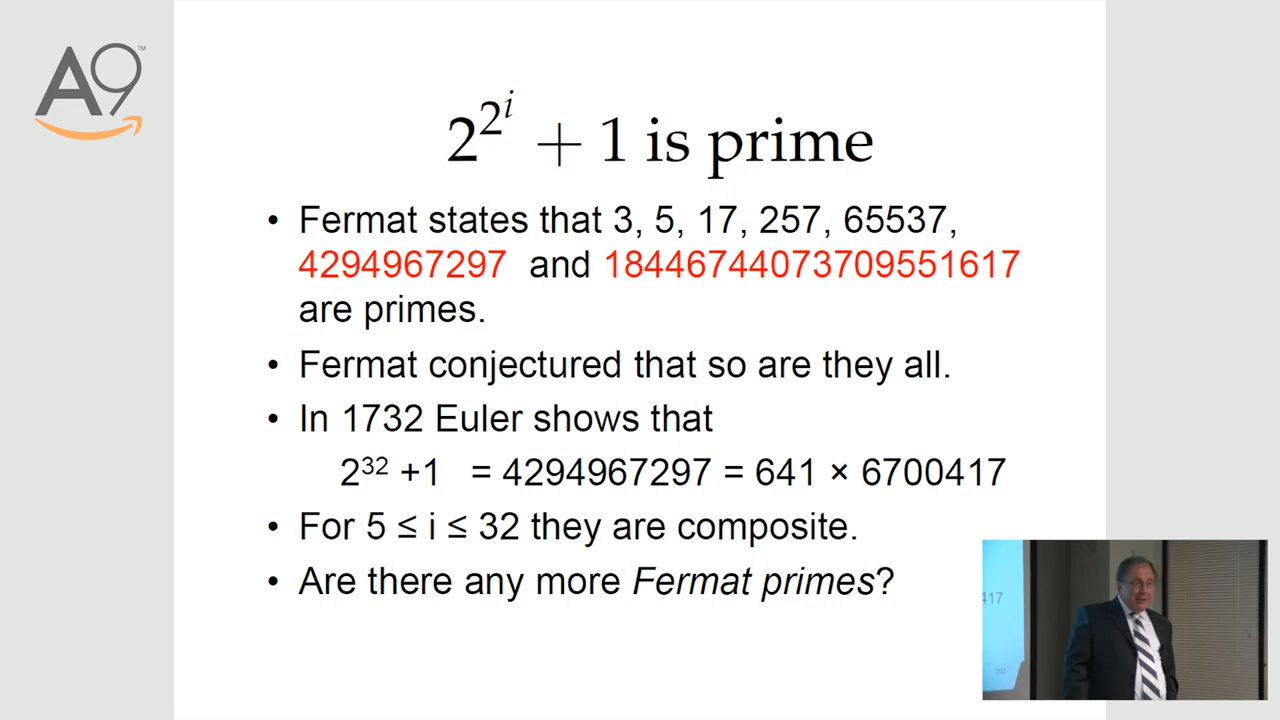 A9™
2^{2^i} + 1 is prime
• Fermat states that 3, 5, 17, 257, 65537,
4294967297 and 18446744073709551617
are primes.
• Fermat conjectured that so are they all.
• In 1732 Euler shows that
2³² +1 = 4294967297 = 641 × 6700417
• For 5 ≤ i ≤ 32 they are composite.
• Are there any more Fermat primes?
417